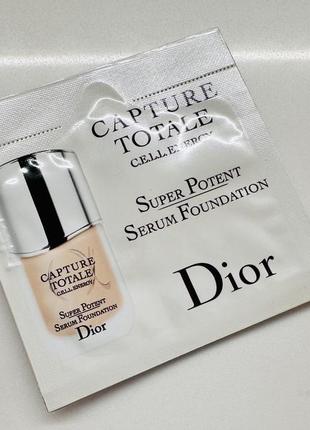 CAPTURE
TOTALE
C.E.L.L. ENERGY
SUPER POTENT
SERUM FOUNDATION
Dior
CAPTURE
TOTALE
C.E.L.L. ENERGY
SUPER POTENT
SERUM FOUNDATION
Dior